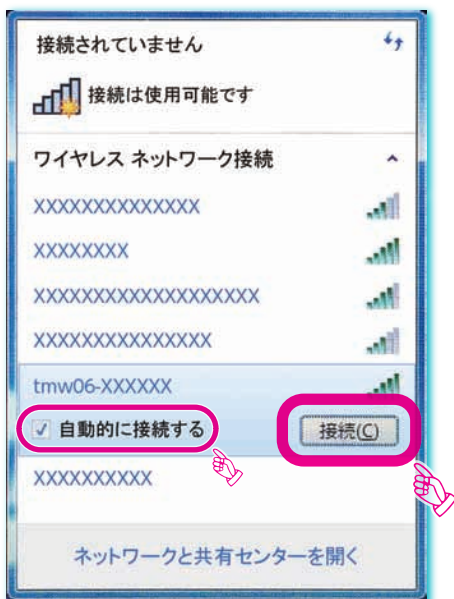 接続されていません
接続は使用可能です
ワイヤレス ネットワーク接続
XXXXXXXXXXXXXX
XXXXXXXX
XXXXXXXXXXXXXXXXXXX
XXXXXXXXXXXXXXX
tmw06-XXXXXX
自動的に接続する 接続(C)
XXXXXXXXXX
ネットワークと共有センターを開く